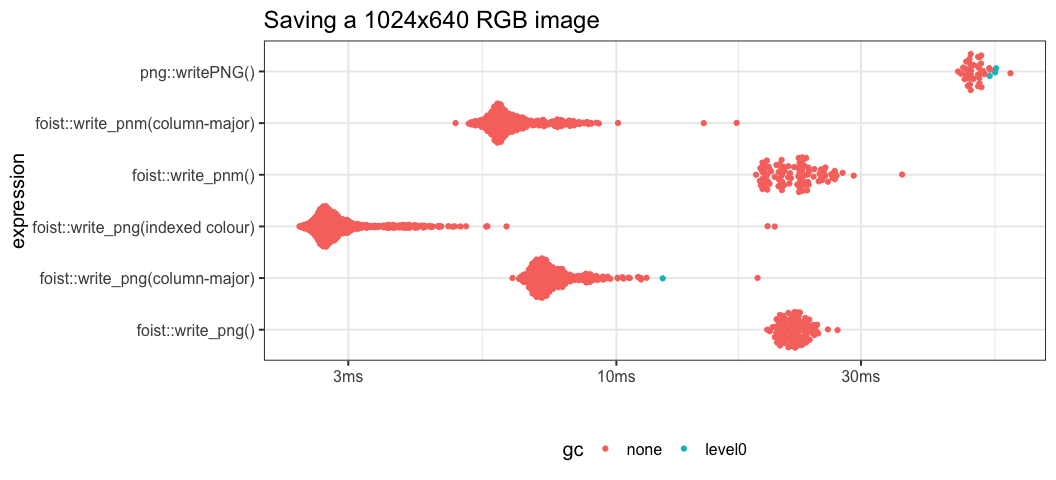 Saving a 1024x640 RGB image
expression
png::writePNG()
foist::write_pnm(column-major)
foist::write_pnm()
foist::write_png(indexed colour)
foist::write_png(column-major)
foist::write_png()
3ms 10ms 30ms
gc none level0